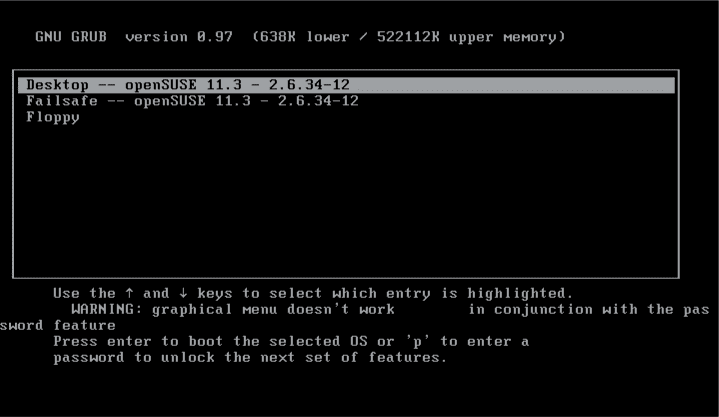 GNU GRUB version 0.97 (638K lower / 522112K upper memory)
Desktop -- openSUSE 11.3 - 2.6.34-12
Failsafe -- openSUSE 11.3 - 2.6.34-12
Floppy
Use the ↑ and ↓ keys to select which entry is highlighted.
WARNING: graphical menu doesn't work in conjunction with the pas
sword feature
Press enter to boot the selected OS or 'p' to enter a
password to unlock the next set of features.